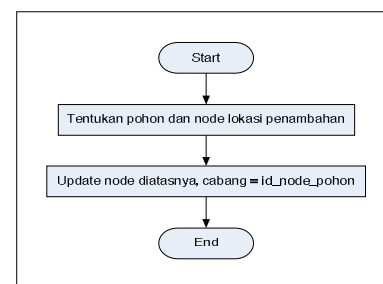 Start
Tentukan pohon dan node lokasi penambahan
Update node diatasnya, cabang = id_node_pohon
End